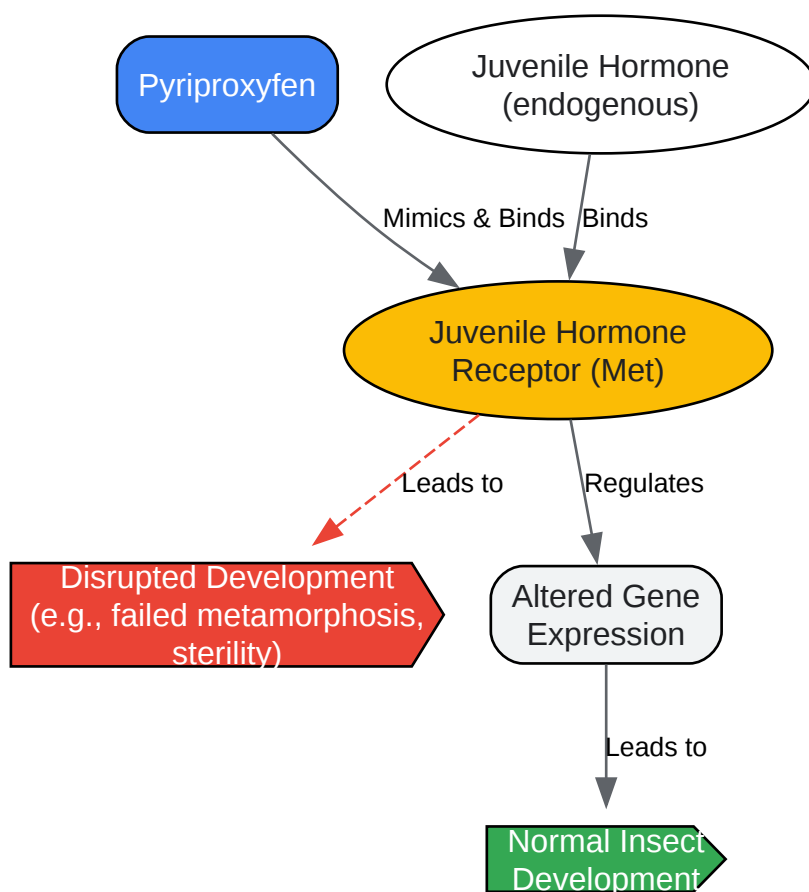 Pyriproxyfen
Juvenile Hormone
(endogenous)
Mimics & Binds
Binds
Juvenile Hormone
Receptor (Met)
Leads to
Regulates
Disrupted Development
(e.g., failed metamorphosis,
sterility)
Altered Gene
Expression
Leads to
Normal Insect
Development